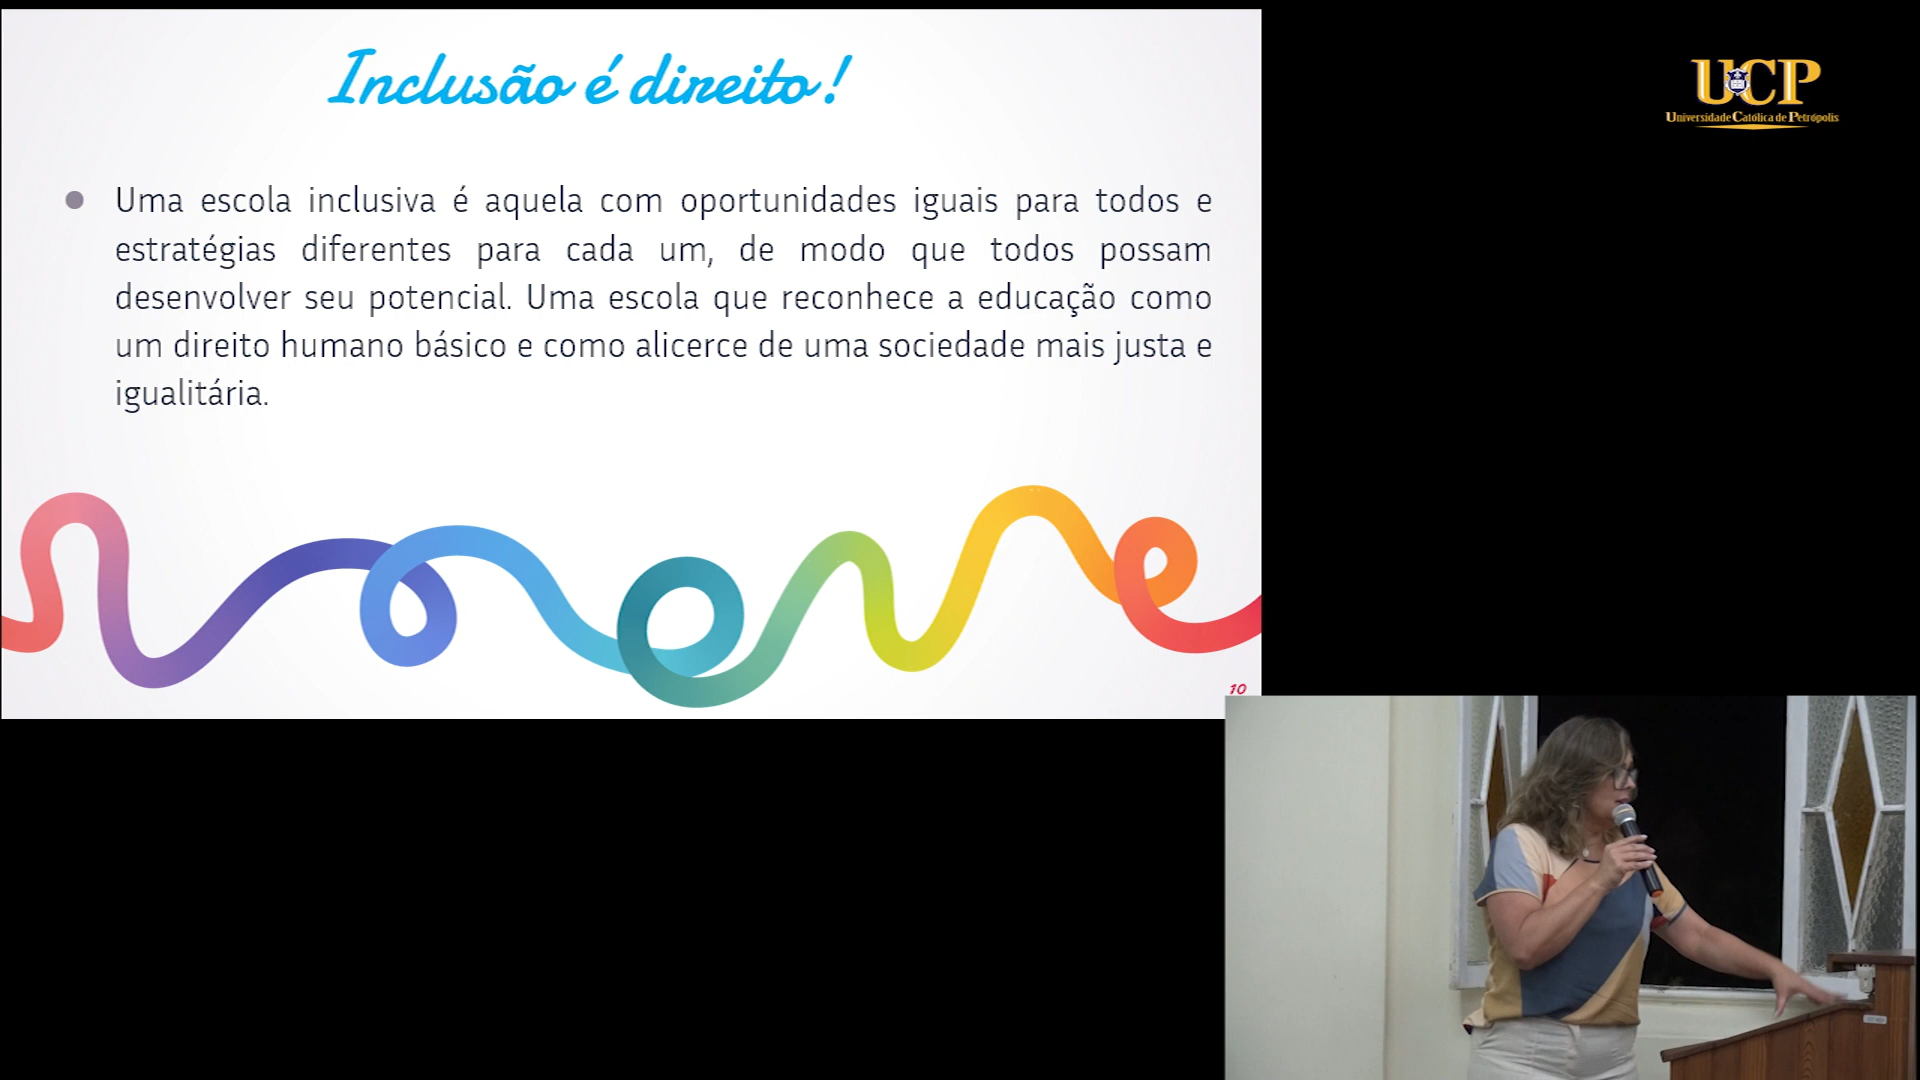 Inclusão é direito!
UCP
Universidade Católica de Petrópolis
Uma escola inclusiva é aquela com oportunidades iguais para todos e
estratégias diferentes para cada um, de modo que todos possam
desenvolver seu potencial. Uma escola que reconhece a educação como
um direito humano básico e como alicerce de uma sociedade mais justa e
igualitária.
10